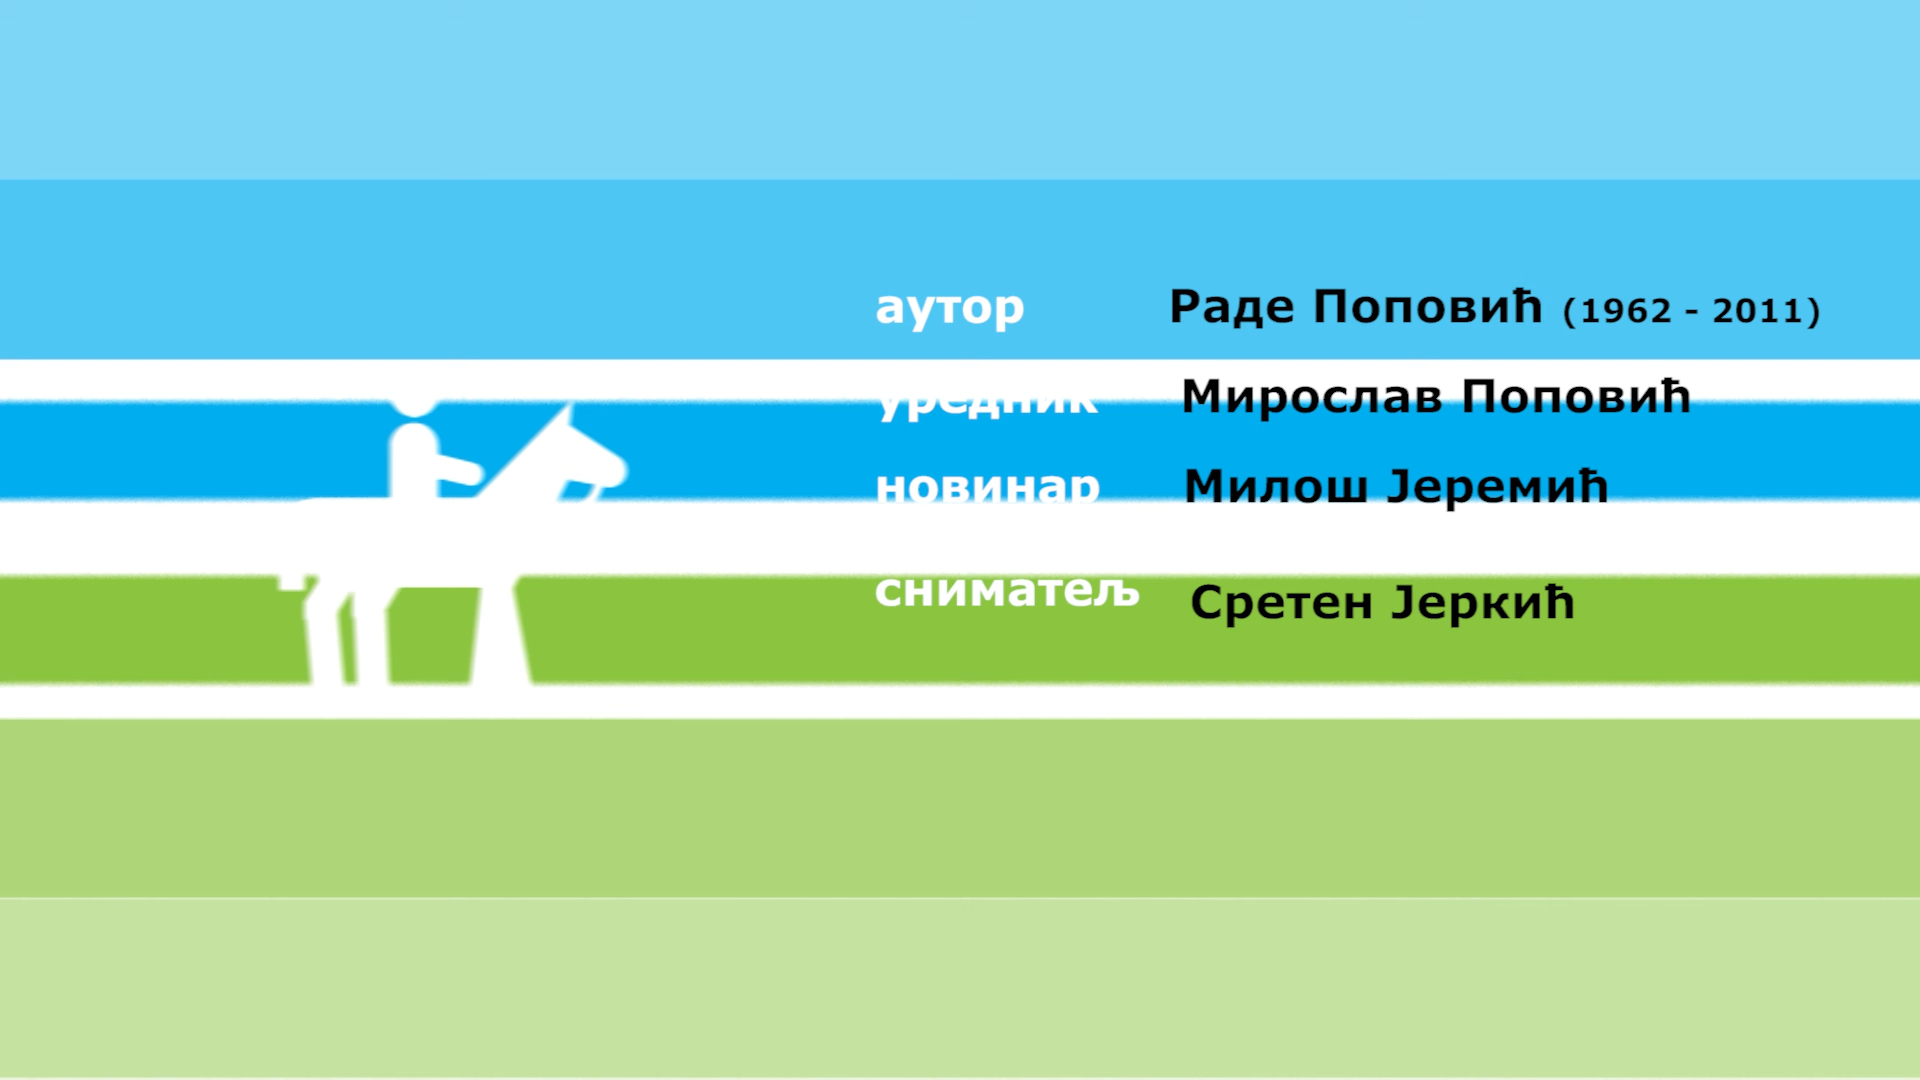 аутор Раде Поповић (1962 - 2011)
уредник Мирослав Поповић
новинар Милош Јеремић
сниматељ Сретен Јеркић